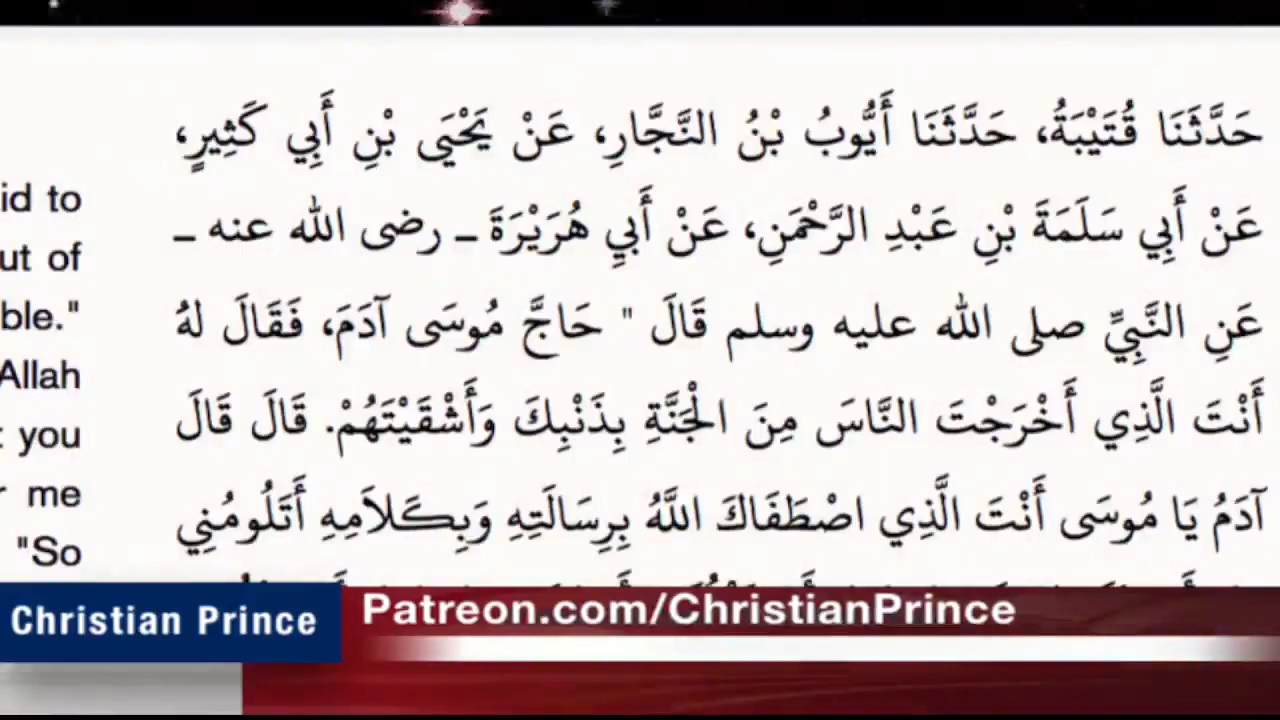 حَدَّثَنَا قُتَيْبَةُ، حَدَّثَنَا أَيُّوبُ بْنُ النَّجَّارِ، عَنْ يَحْيَى بْنِ أَبِي كَثِيرٍ،
عَنْ أَبِي سَلَمَةَ بْنِ عَبْدِ الرَّحْمَنِ، عَنْ أَبِي هُرَيْرَةَ ـ رضى الله عنه ـ
عَنِ النَّبِيِّ صلى الله عليه وسلم قَالَ " حَاجَّ مُوسَى آدَمَ، فَقَالَ لَهُ
أَنْتَ الَّذِي أَخْرَجْتَ النَّاسَ مِنَ الْجَنَّةِ بِذَنْبِكَ وَأَشْقَيْتَهُمْ. قَالَ قَالَ
آدَمُ يَا مُوسَى أَنْتَ الَّذِي اصْطَفَاكَ اللَّهُ بِرِسَالَتِهِ وَبِكَلاَمِهِ أَتَلُومُنِي
id to
ut of
ble."
Allah
you
me
"So
Christian Prince
Patreon.com/ChristianPrince